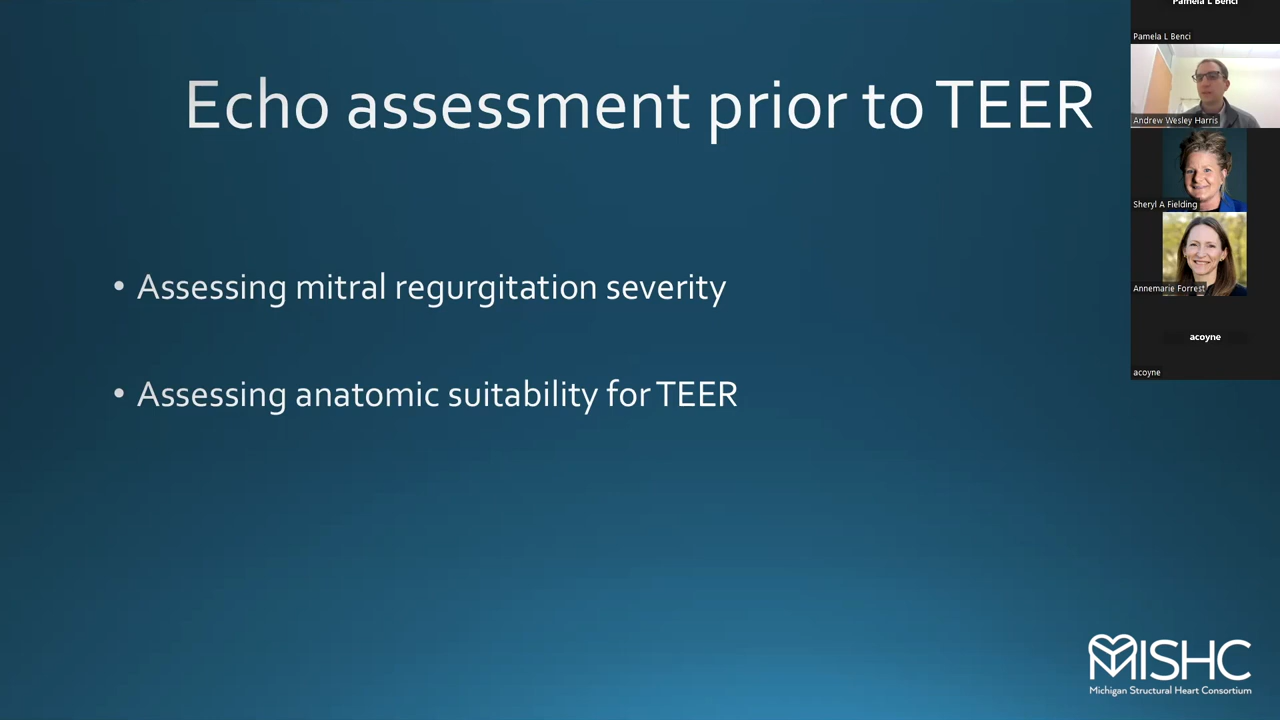 Echo assessment prior to TEER
• Assessing mitral regurgitation severity
• Assessing anatomic suitability for TEER
Pamela L Benci
Pamela L Benci
Andrew Wesley Harris
Sheryl A Fielding
Annemarie Forrest
acoyne
acoyne
MISHC
Michigan Structural Heart Consortium